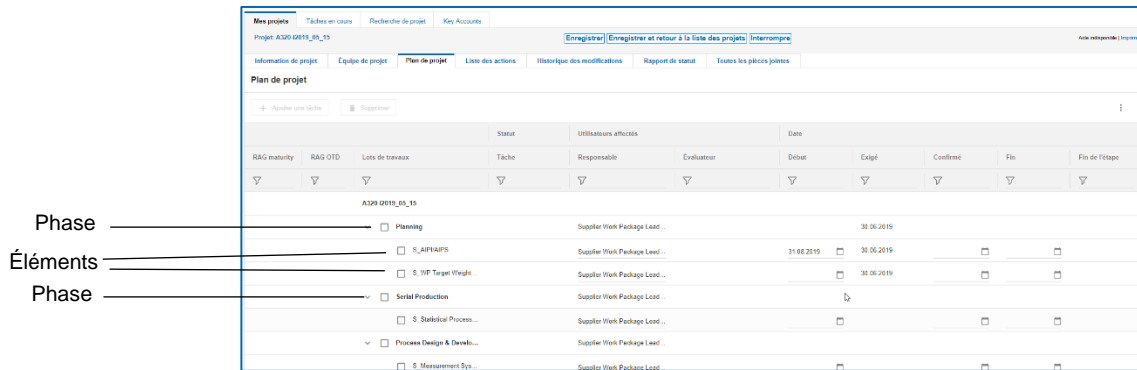 Mes projets Tâches en cours Recherche de projet Key Accounts
Projet: A320-I2019_05_15 Enregistrer Enregistrer et retour à la liste des projets Interrompre Aide indisponible |
Information de projet Équipe de projet Plan de projet Liste des actions Historique des modifications Rapport de statut Toutes les pièces jointes
Plan de projet
+ Ajouter une tâche Supprimer
Statut Utilisateurs affectés Date
RAG maturity RAG OTD Lots de travaux Tâche Responsable Évaluateur Début Exigé Confirmé Fin Fin de l'étape
A320-I2019_05_15
Phase Planning Supplier Work Package Lead... 30.06.2019
Éléments S_AIPI/AIPS Supplier Work Package Lead... 31.08.2019 30.06.2019
S_WP Target Weight... Supplier Work Package Lead... 30.06.2019
Phase Serial Production Supplier Work Package Lead...
S_Statistical Process... Supplier Work Package Lead...
Process Design & Develo... Supplier Work Package Lead...
S_Measurement Sys... Supplier Work Package Lead...